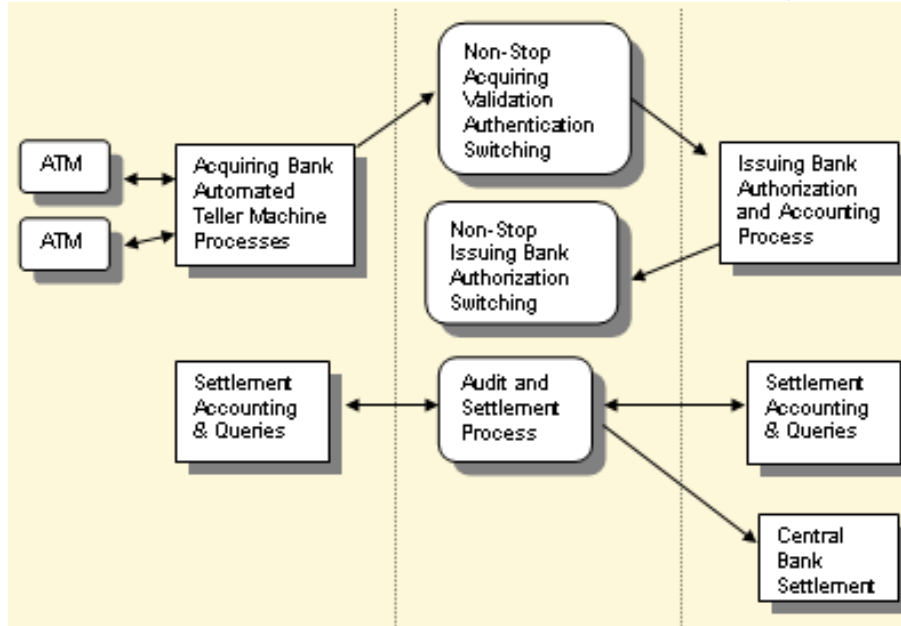 Non-Stop
Acquiring
Validation
Authentication
Switching
ATM
ATM
Acquiring Bank
Automated
Teller Machine
Processes
Issuing Bank
Authorization
and Accounting
Process
Non-Stop
Issuing Bank
Authorization
Switching
Settlement
Accounting
& Queries
Audit and
Settlement
Process
Settlement
Accounting
& Queries
Central
Bank
Settlement